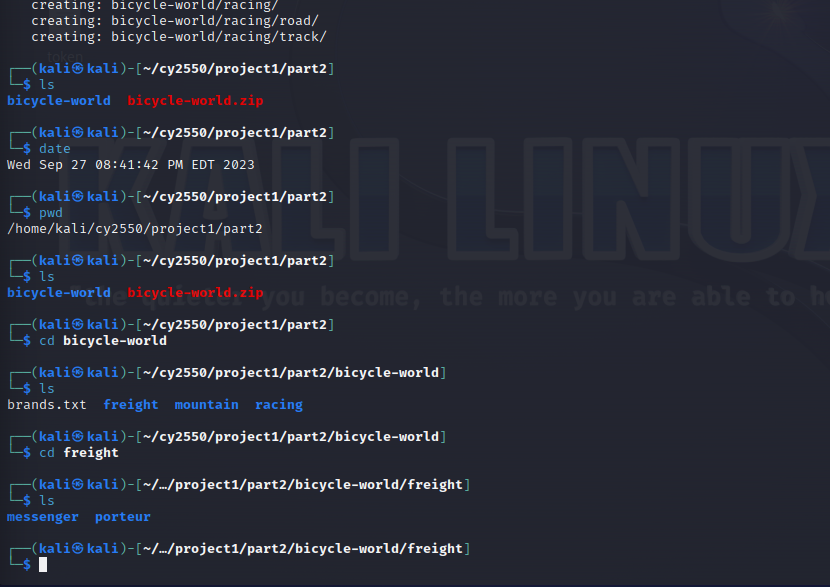 creating: bicycle-world/racing/
creating: bicycle-world/racing/road/
creating: bicycle-world/racing/track/
┌──(kali㉿kali)-[~/cy2550/project1/part2]
└─$ ls
bicycle-world  bicycle-world.zip
┌──(kali㉿kali)-[~/cy2550/project1/part2]
└─$ date
Wed Sep 27 08:41:42 PM EDT 2023
┌──(kali㉿kali)-[~/cy2550/project1/part2]
└─$ pwd
/home/kali/cy2550/project1/part2
┌──(kali㉿kali)-[~/cy2550/project1/part2]
└─$ ls
bicycle-world  bicycle-world.zip
┌──(kali㉿kali)-[~/cy2550/project1/part2]
└─$ cd bicycle-world
┌──(kali㉿kali)-[~/cy2550/project1/part2/bicycle-world]
└─$ ls
brands.txt  freight  mountain  racing
┌──(kali㉿kali)-[~/cy2550/project1/part2/bicycle-world]
└─$ cd freight
┌──(kali㉿kali)-[~/…/project1/part2/bicycle-world/freight]
└─$ ls
messenger  porteur
┌──(kali㉿kali)-[~/…/project1/part2/bicycle-world/freight]
└─$
KALI LINUX
you become, the more you are able to